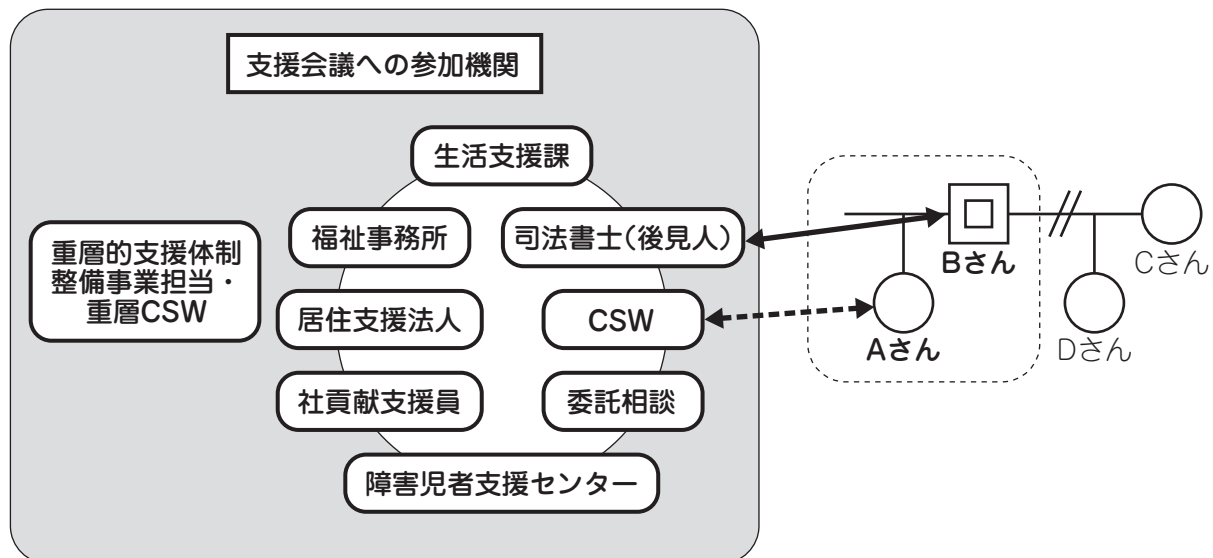 支援会議への参加機関
生活支援課
福祉事務所
司法書士(後見人)
重層的支援体制
整備事業担当・
重層CSW
居住支援法人
CSW
社貢献支援員
委託相談
障害児者支援センター
Bさん
Cさん
Aさん
Dさん